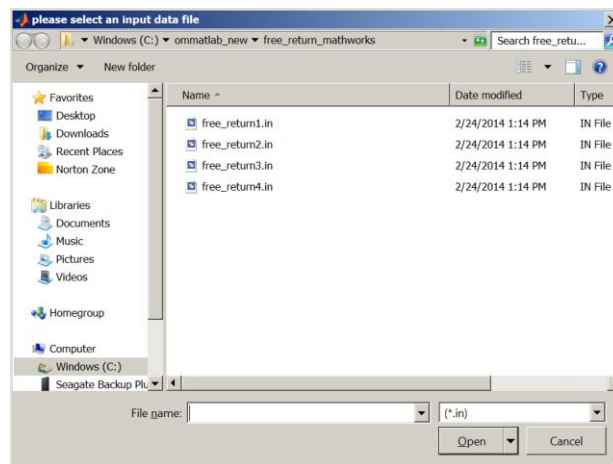 please select an input data file
Windows (C:) ommatlab_new free_return_mathworks Search free_retu...
Organize New folder
Favorites
Desktop
Downloads
Recent Places
Norton Zone
Libraries
Documents
Music
Pictures
Videos
Homegroup
Computer
Windows (C:)
Seagate Backup Plu
Name Date modified Type
free_return1.in 2/24/2014 1:14 PM IN File
free_return2.in 2/24/2014 1:14 PM IN File
free_return3.in 2/24/2014 1:14 PM IN File
free_return4.in 2/24/2014 1:14 PM IN File
File name: (*.in)
Open Cancel